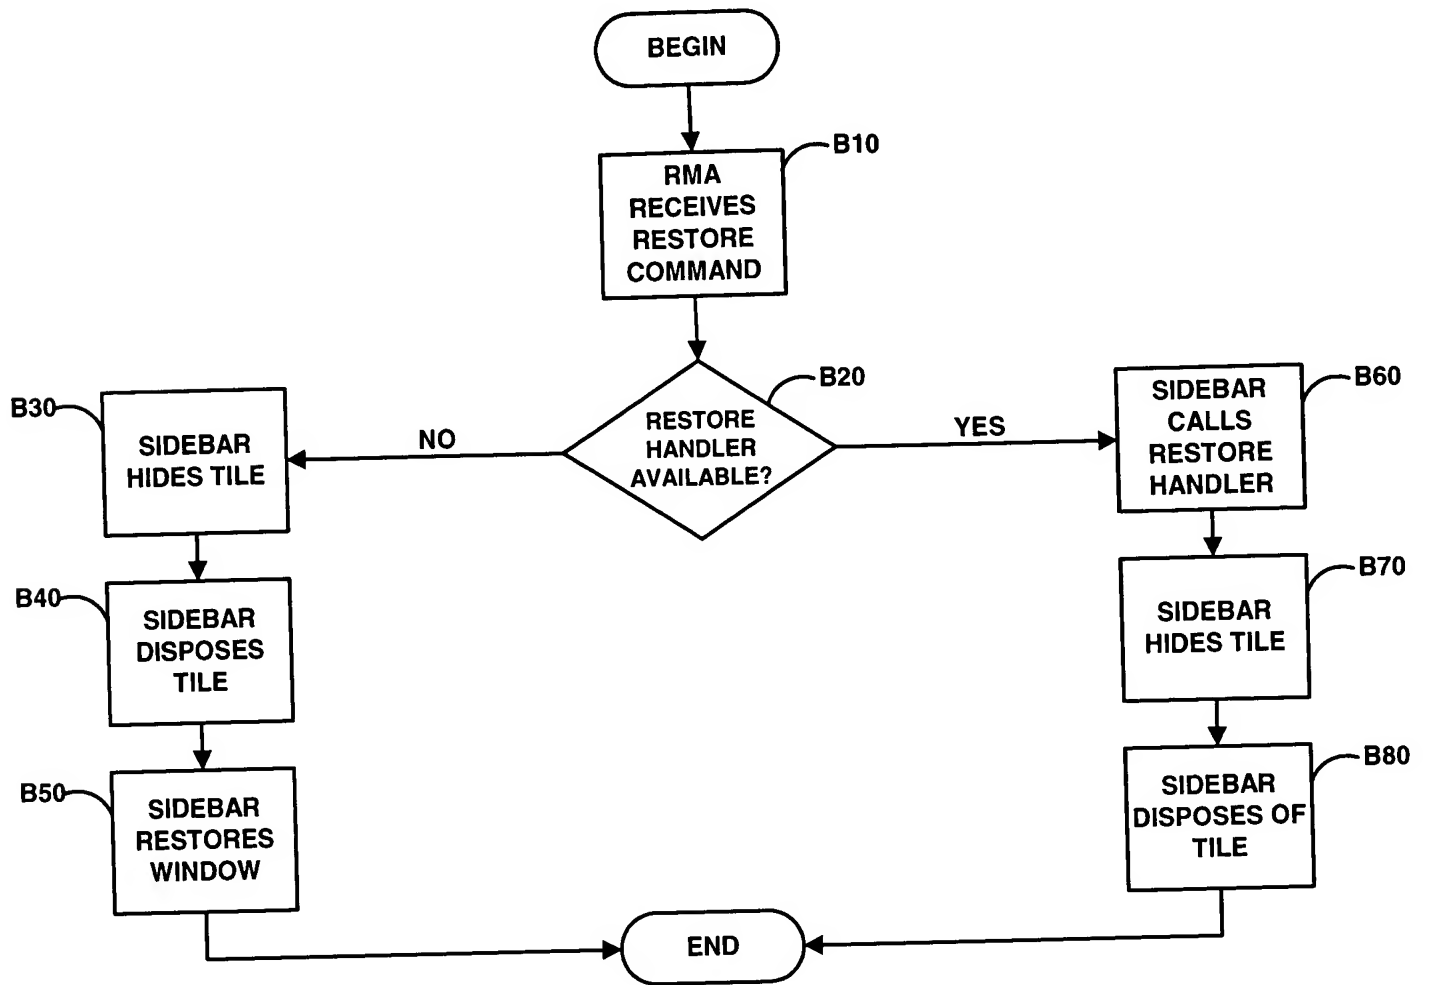 BEGIN
B10
RMA
RECEIVES
RESTORE
COMMAND
B20
RESTORE
HANDLER
AVAILABLE?
NO
YES
B30
SIDEBAR
HIDES TILE
B40
SIDEBAR
DISPOSES
TILE
B50
SIDEBAR
RESTORES
WINDOW
B60
SIDEBAR
CALLS
RESTORE
HANDLER
B70
SIDEBAR
HIDES TILE
B80
SIDEBAR
DISPOSES OF
TILE
END